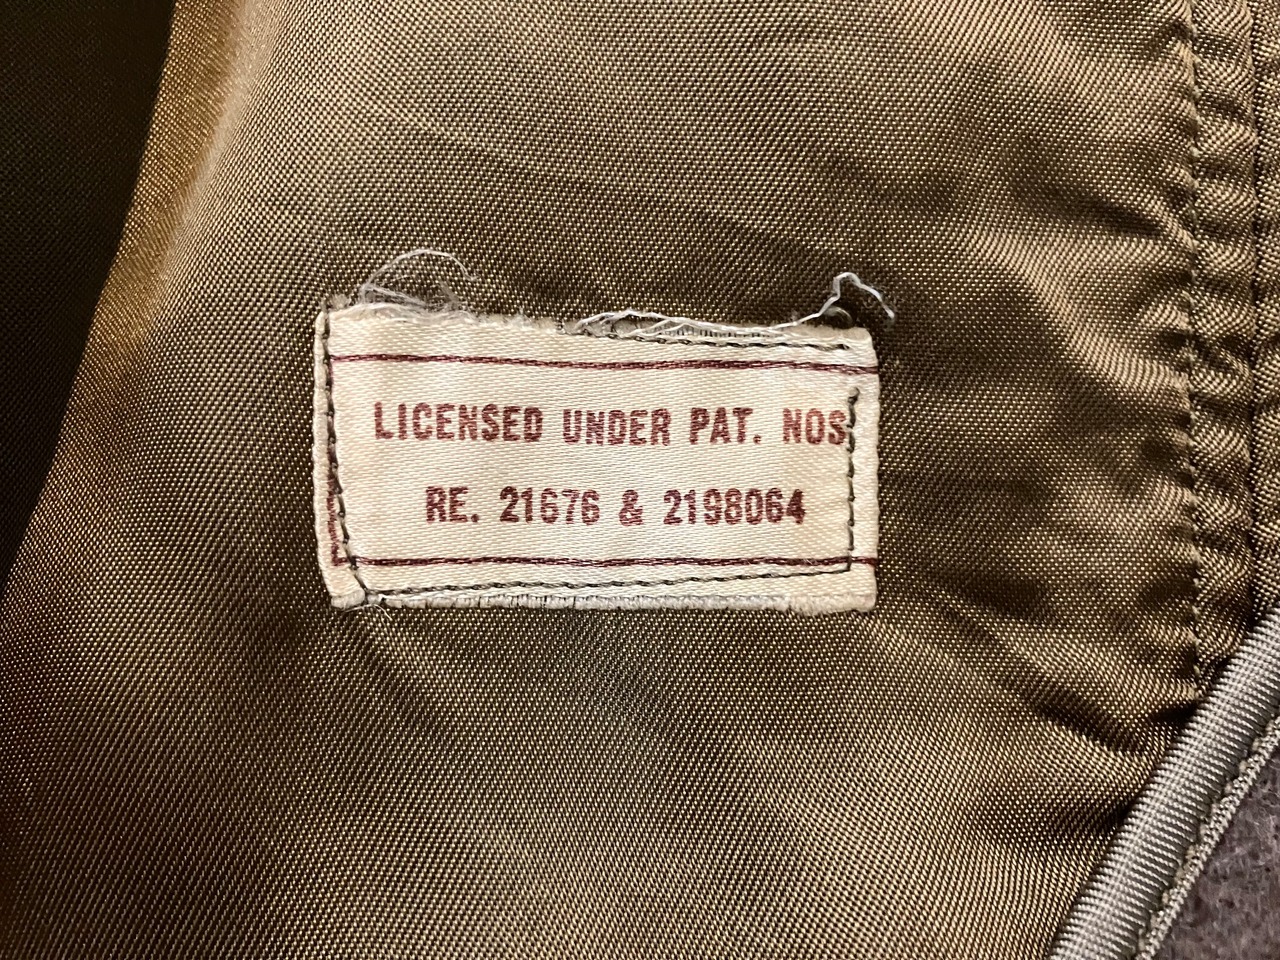 LICENSED UNDER PAT. NOS
RE. 21676 & 2198064